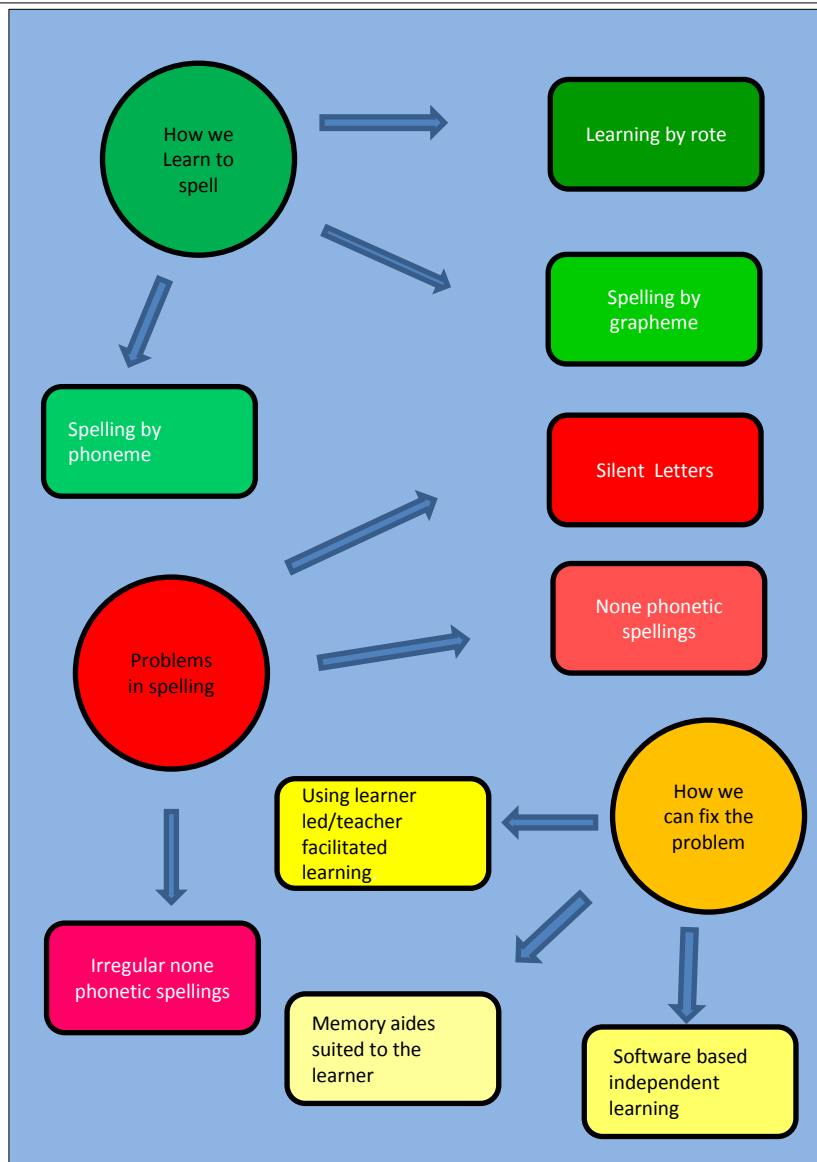 How we
Learn to
spell
Learning by rote
Spelling by
grapheme
Spelling by
phoneme
Silent Letters
None phonetic
spellings
Problems
in spelling
Using learner
led/teacher
facilitated
learning
How we
can fix the
problem
Irregular none
phonetic spellings
Memory aides
suited to the
learner
Software based
independent
learning